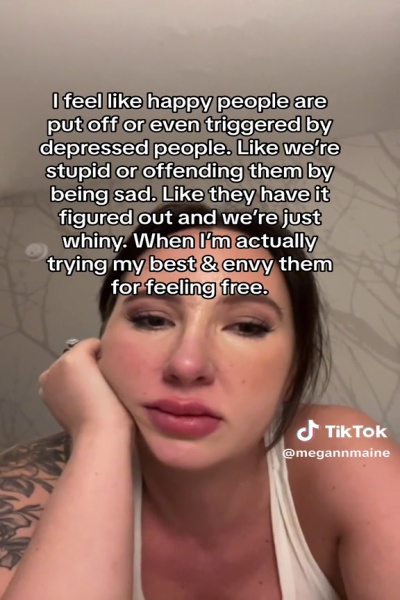 I feel like happy people are
put off or even triggered by
depressed people. Like we're
stupid or offending them by
being sad. Like they have it
figured out and we're just
whiny. When I'm actually
trying my best & envy them
for feeling free.
TikTok
@megannmaine